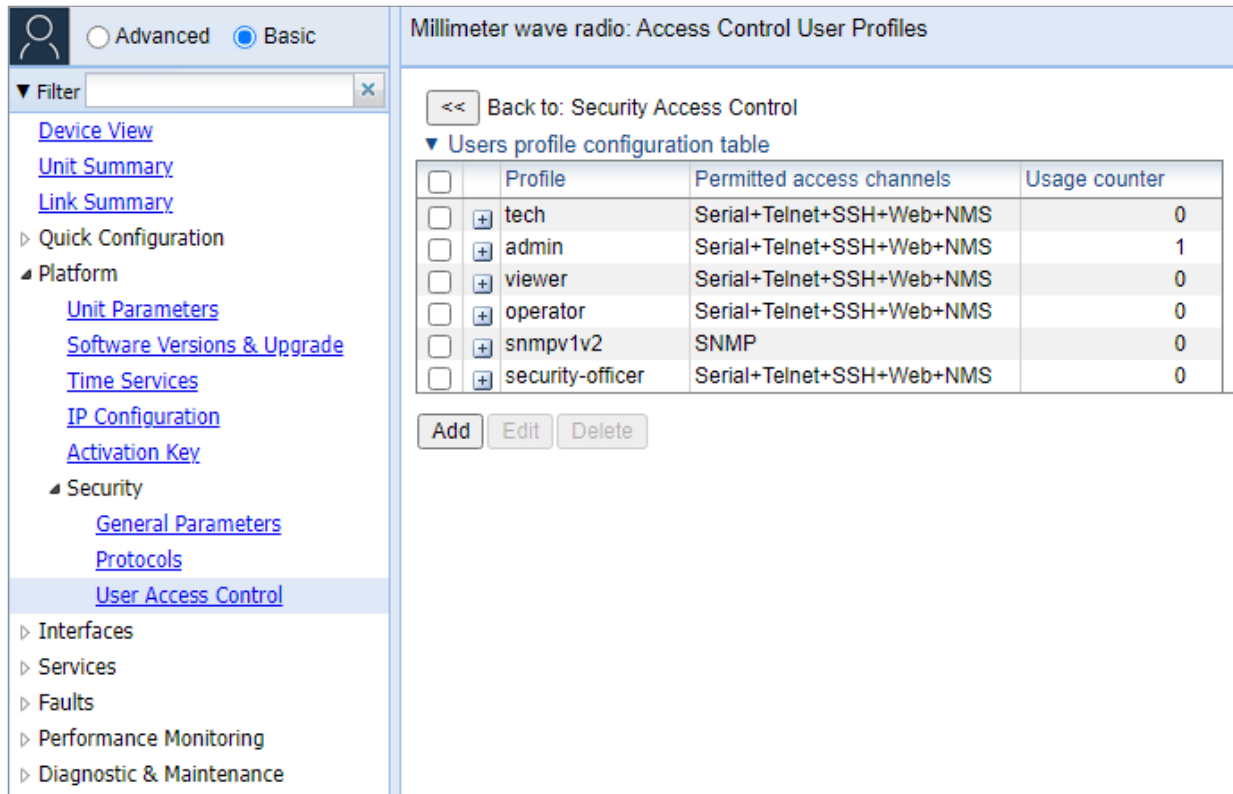 Advanced Basic
Filter
Device View
Unit Summary
Link Summary
Quick Configuration
Platform
Unit Parameters
Software Versions & Upgrade
Time Services
IP Configuration
Activation Key
Security
General Parameters
Protocols
User Access Control
Interfaces
Services
Faults
Performance Monitoring
Diagnostic & Maintenance
Millimeter wave radio: Access Control User Profiles
<< Back to: Security Access Control
Users profile configuration table
Profile Permitted access channels Usage counter
tech Serial+Telnet+SSH+Web+NMS 0
admin Serial+Telnet+SSH+Web+NMS 1
viewer Serial+Telnet+SSH+Web+NMS 0
operator Serial+Telnet+SSH+Web+NMS 0
snmpv1v2 SNMP 0
security-officer Serial+Telnet+SSH+Web+NMS 0
Add Edit Delete